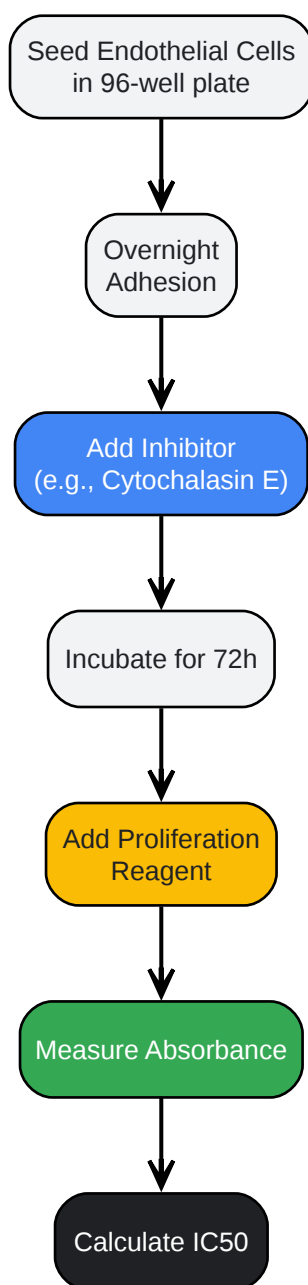 Seed Endothelial Cells
in 96-well plate
Overnight
Adhesion
Add Inhibitor
(e.g., Cytochalasin E)
Incubate for 72h
Add Proliferation
Reagent
Measure Absorbance
Calculate IC50